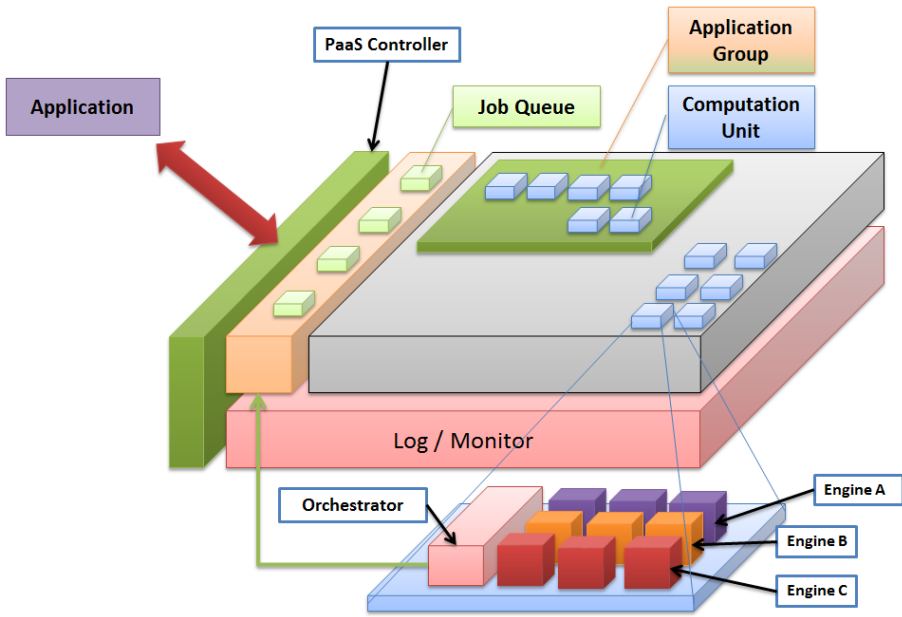 PaaS Controller
Application
Group
Application
Job Queue
Computation
Unit
Log / Monitor
Orchestrator
Engine A
Engine B
Engine C